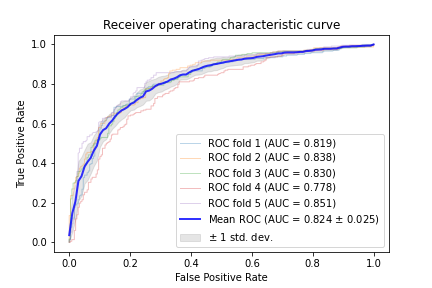 Receiver operating characteristic curve
True Positive Rate
1.0
0.8
0.6
0.4
0.2
0.0
ROC fold 1 (AUC = 0.819)
ROC fold 2 (AUC = 0.838)
ROC fold 3 (AUC = 0.830)
ROC fold 4 (AUC = 0.778)
ROC fold 5 (AUC = 0.851)
Mean ROC (AUC = 0.824 ± 0.025)
± 1 std. dev.
0.0 0.2 0.4 0.6 0.8 1.0
False Positive Rate